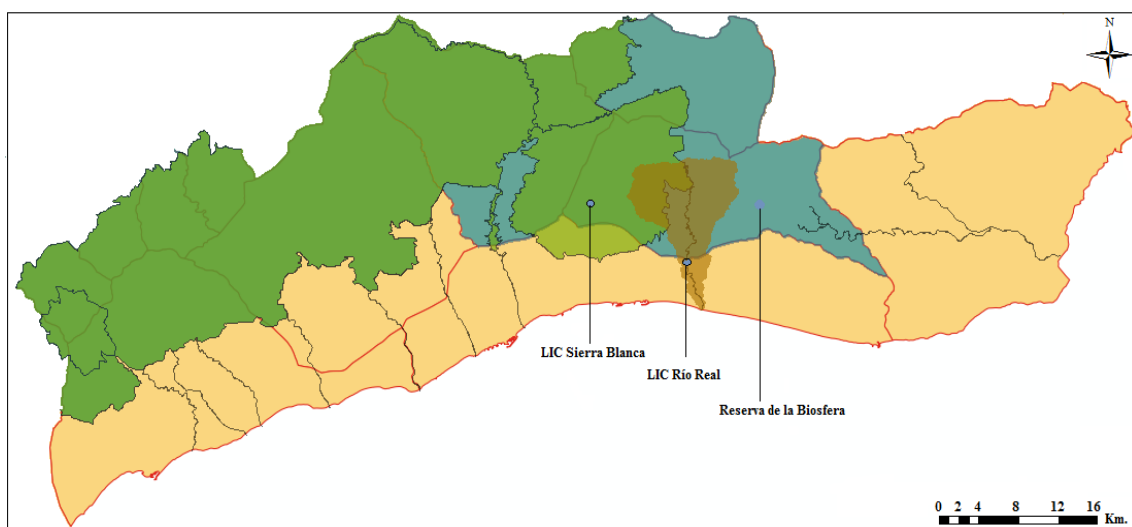 N
LIC Sierra Blanca
LIC Río Real
Reserva de la Biosfera
0 2 4 8 12 16
Km.